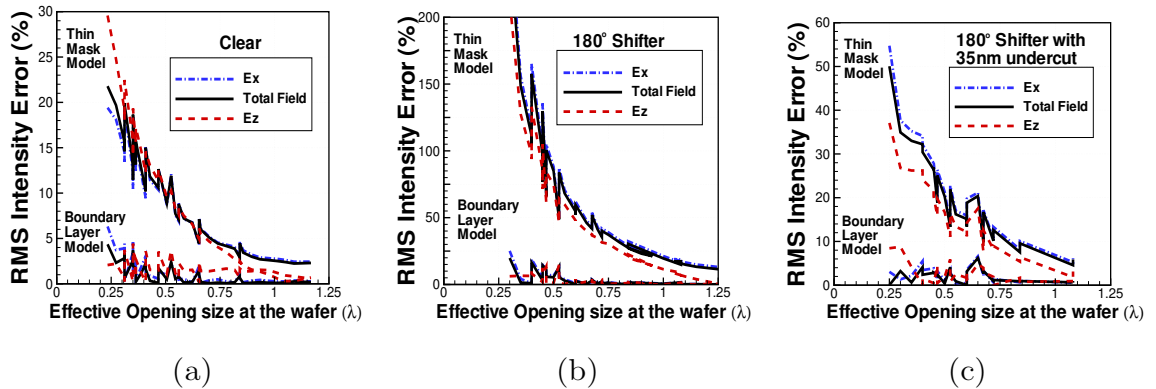 RMS Intensity Error (%)
30
25
20
15
10
5
0
Thin
Mask
Model
Clear
Ex
Total Field
Ez
Boundary
Layer
Model
0 0.25 0.5 0.75 1 1.25
Effective Opening size at the wafer (λ)
(a)
RMS Intensity Error (%)
200
150
100
50
0
Thin
Mask
Model
180° Shifter
Ex
Total Field
Ez
Boundary
Layer
Model
0 0.25 0.5 0.75 1 1.25
Effective Opening size at the wafer (λ)
(b)
RMS Intensity Error (%)
60
50
40
30
20
10
0
Thin
Mask
Model
180° Shifter with
35nm undercut
Ex
Total Field
Ez
Boundary
Layer
Model
0 0.25 0.5 0.75 1 1.25
Effective Opening size at the wafer (λ)
(c)